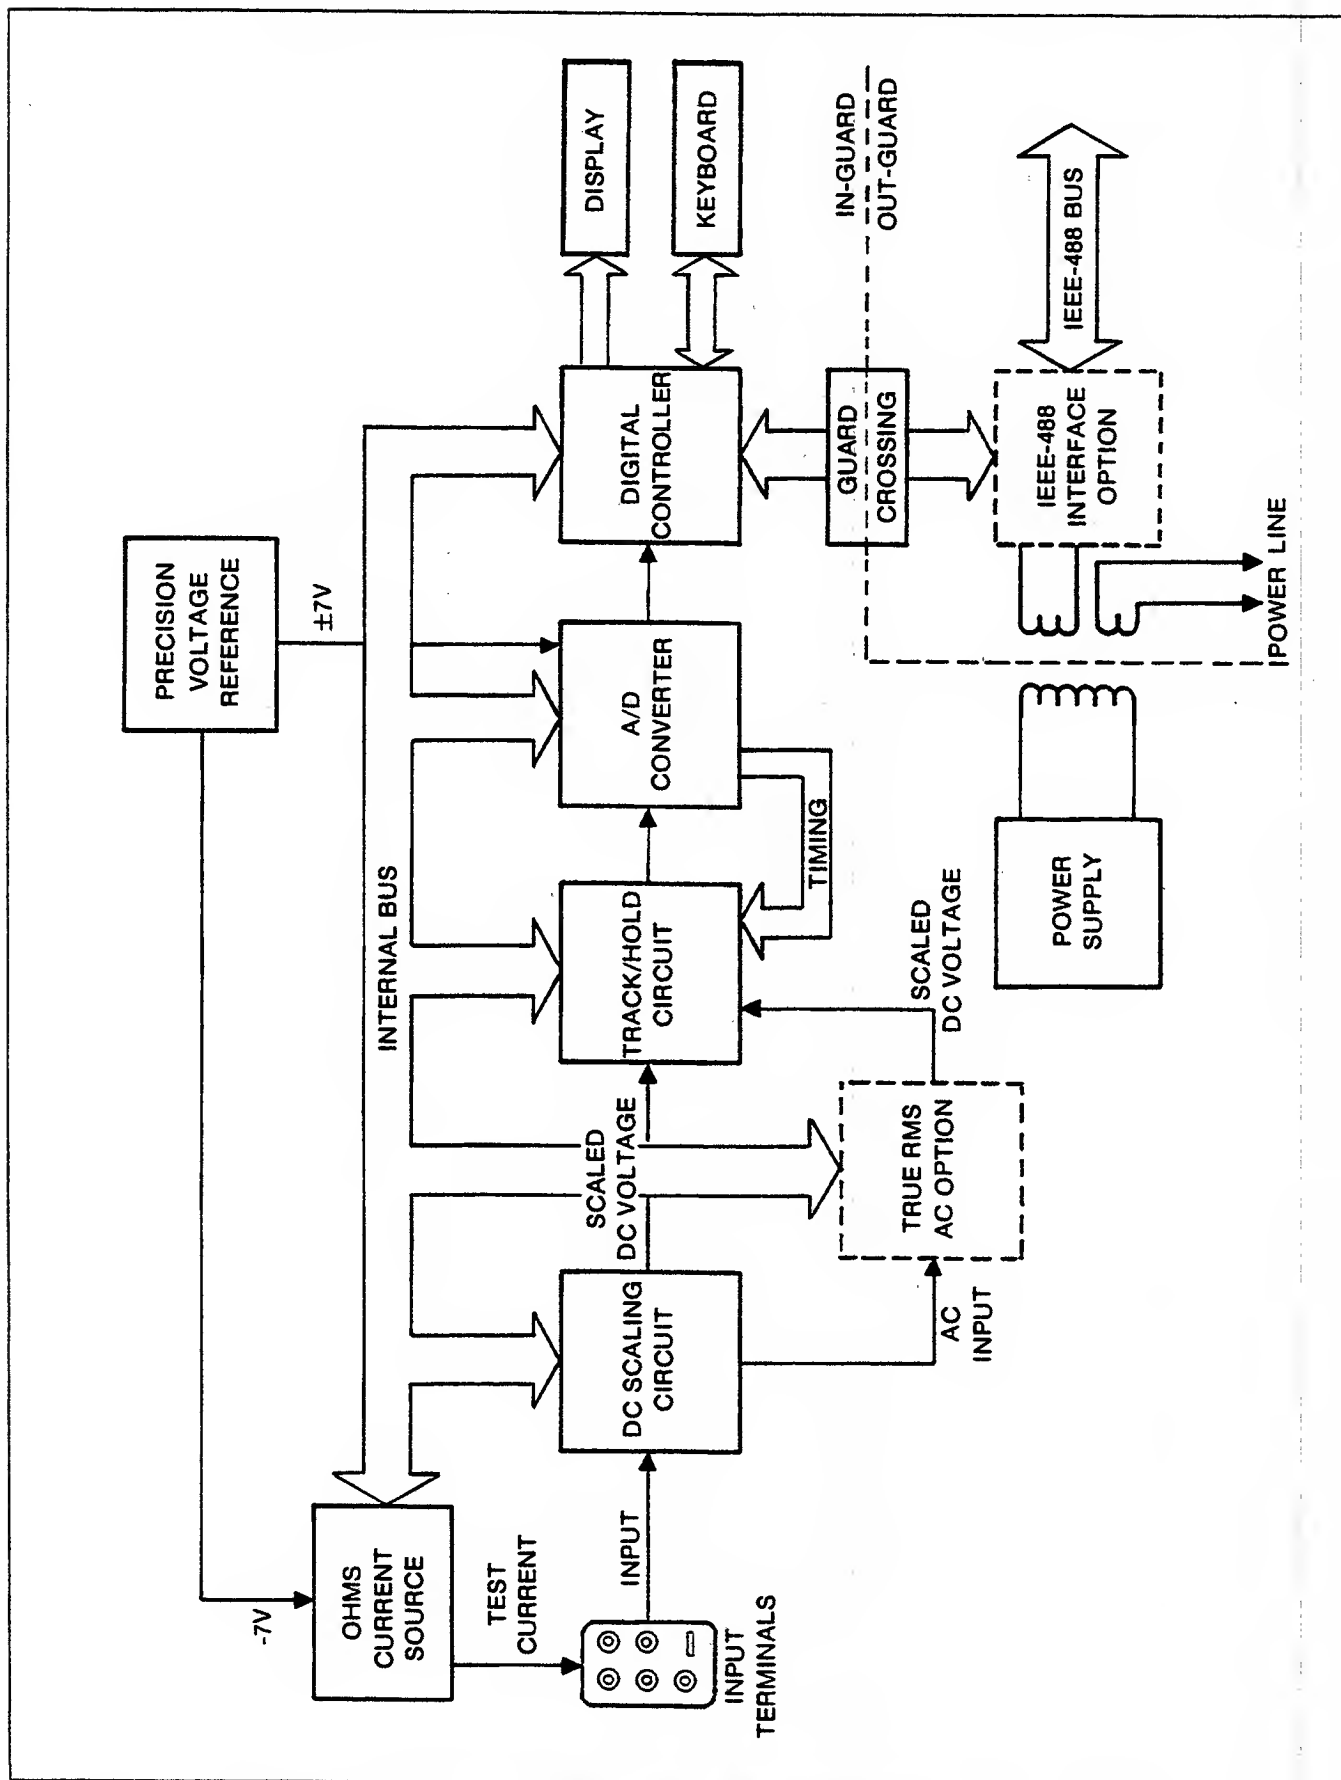 PRECISION
VOLTAGE
REFERENCE
-7V
±7V
OHMS
CURRENT
SOURCE
INTERNAL BUS
TEST
CURRENT
INPUT
INPUT
TERMINALS
DC SCALING
CIRCUIT
SCALED
DC VOLTAGE
TRACK/HOLD
CIRCUIT
A/D
CONVERTER
TIMING
DIGITAL
CONTROLLER
DISPLAY
KEYBOARD
AC
INPUT
TRUE RMS
AC OPTION
SCALED
DC VOLTAGE
GUARD
CROSSING
IN-GUARD
OUT-GUARD
POWER
SUPPLY
IEEE-488
INTERFACE
OPTION
IEEE-488 BUS
POWER LINE